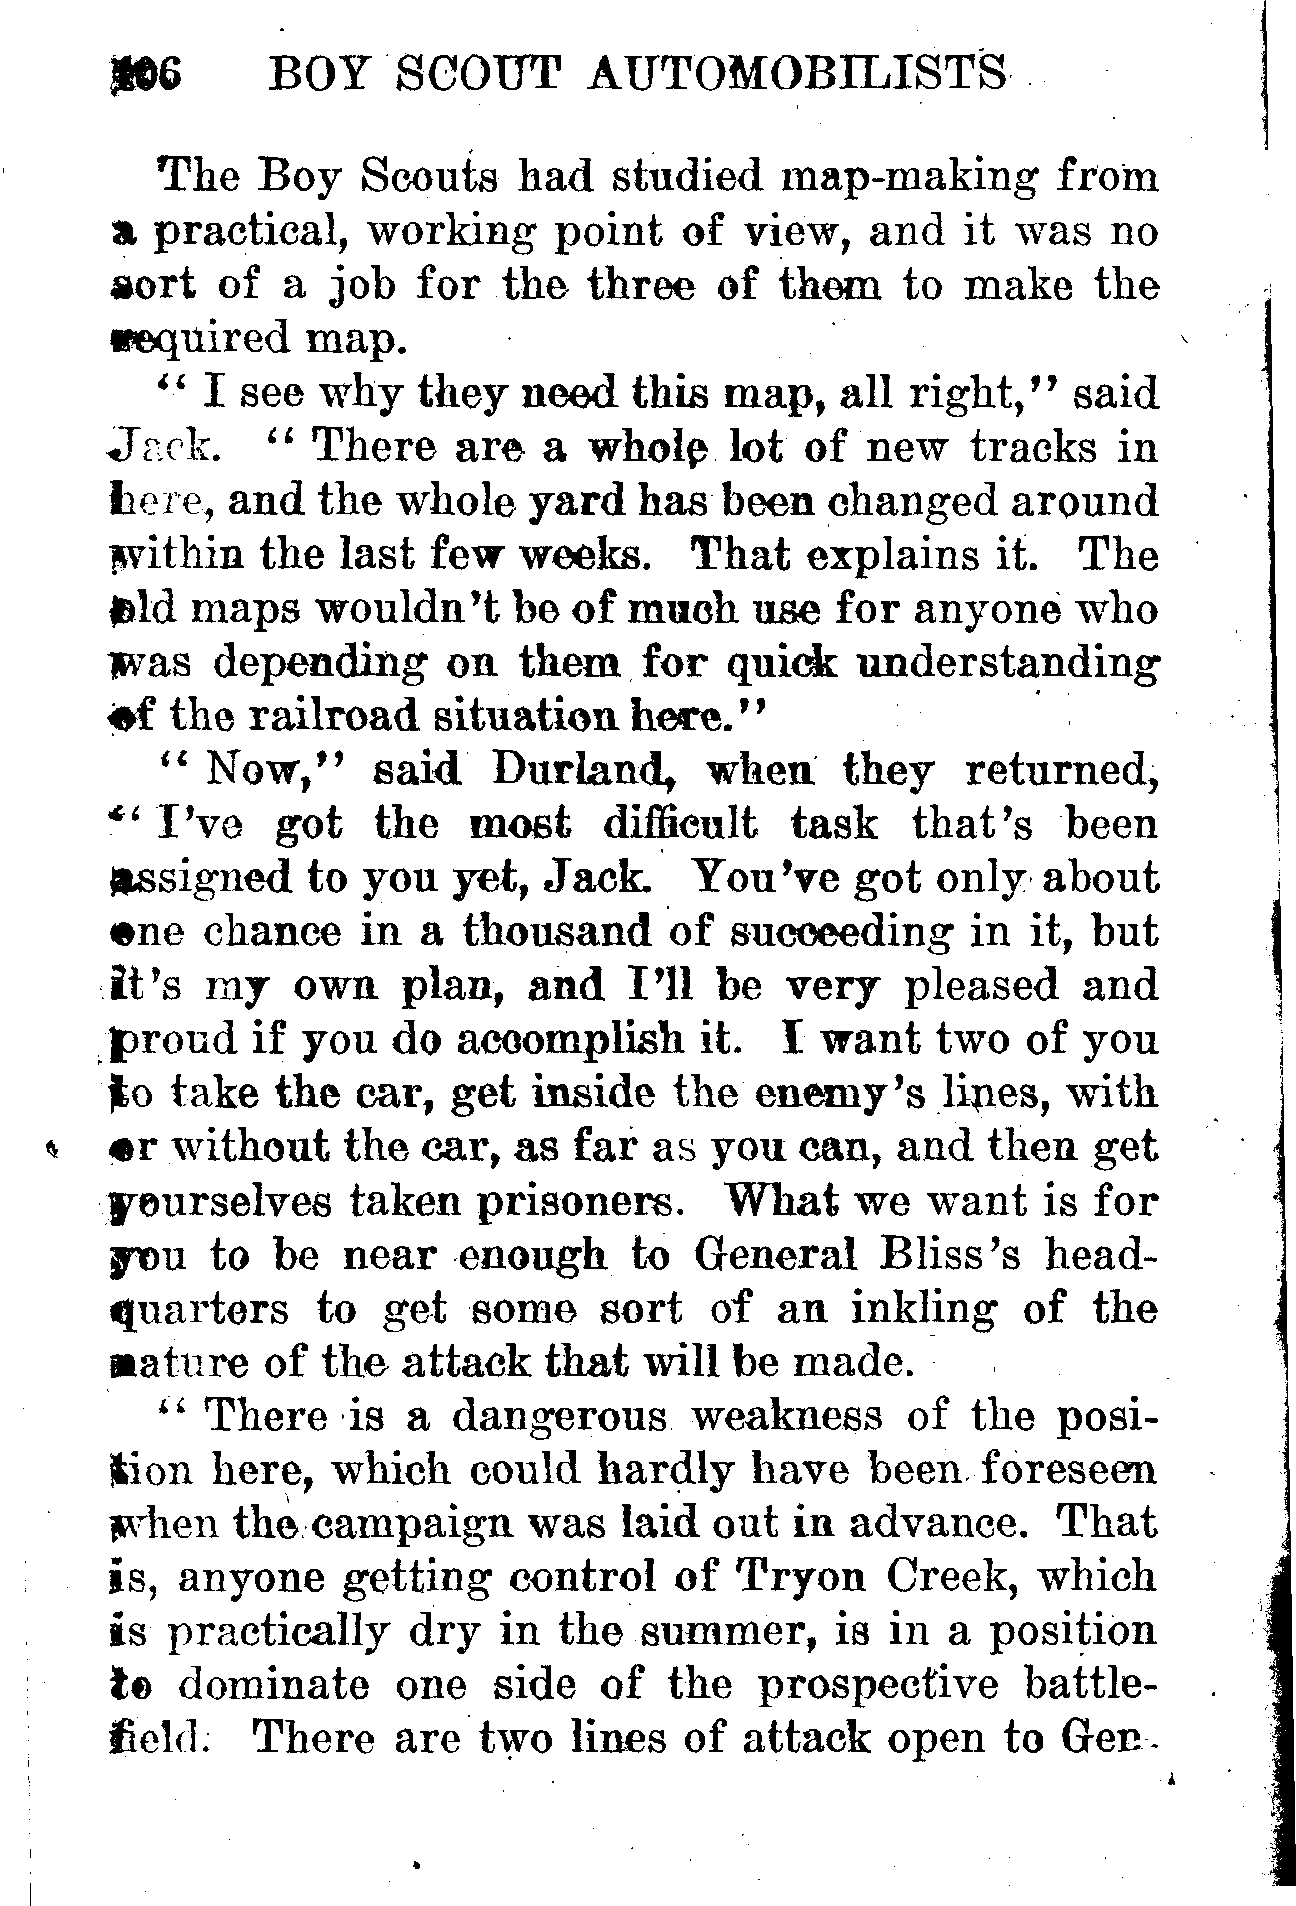 106 BOY SCOUT AUTOMOBILISTS
The Boy Scouts had studied map-making from
a practical, working point of view, and it was no
sort of a job for the three of them to make the
required map.
“ I see why they need this map, all right,” said
Jack. “ There are a whole lot of new tracks in
here, and the whole yard has been changed around
within the last few weeks. That explains it. The
old maps wouldn’t be of much use for anyone who
was depending on them for quick understanding
of the railroad situation here.”
“ Now,” said Durland, when they returned,
“ I’ve got the most difficult task that’s been
assigned to you yet, Jack. You’ve got only about
one chance in a thousand of succeeding in it, but
it’s my own plan, and I’ll be very pleased and
proud if you do accomplish it. I want two of you
to take the car, get inside the enemy’s lines, with
or without the car, as far as you can, and then get
yourselves taken prisoners. What we want is for
you to be near enough to General Bliss’s head-
quarters to get some sort of an inkling of the
nature of the attack that will be made.
“ There is a dangerous weakness of the posi-
tion here, which could hardly have been foreseen
when the campaign was laid out in advance. That
is, anyone getting control of Tryon Creek, which
is practically dry in the summer, is in a position
to dominate one side of the prospective battle-
field. There are two lines of attack open to Gen-